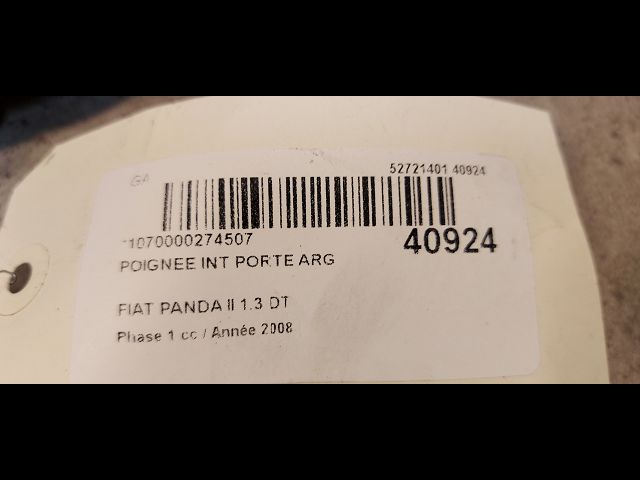 GA
52721401 40924
*1070000274507
40924
POIGNEE INT PORTE ARG
FIAT PANDA II 1.3 DT
Phase 1 cc / Année 2008